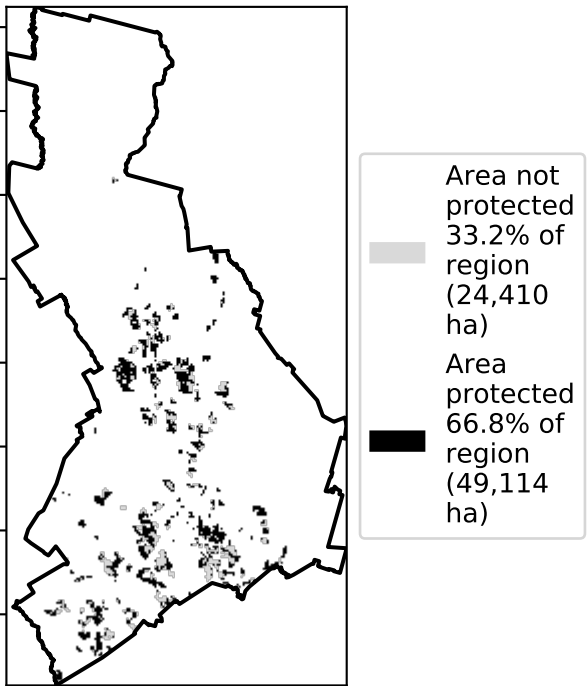 Area not
protected
33.2% of
region
(24,410
ha)
Area
protected
66.8% of
region
(49,114
ha)